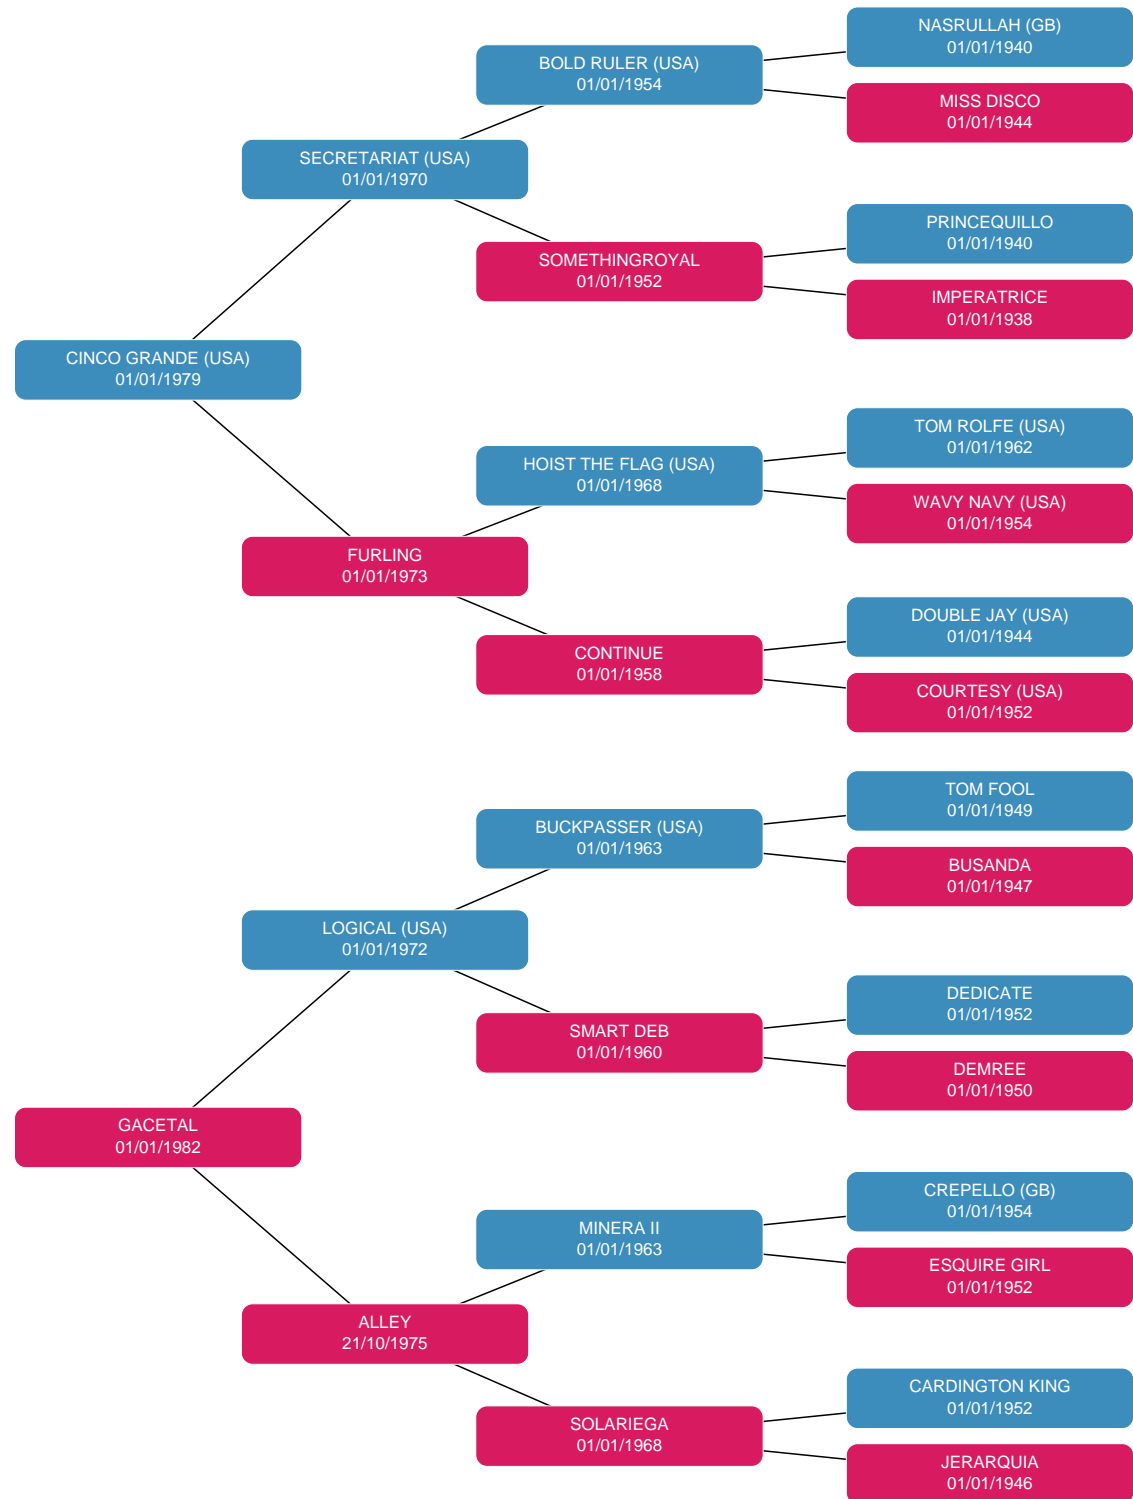 NASRULLAH (GB)
01/01/1940
BOLD RULER (USA)
01/01/1954
MISS DISCO
01/01/1944
SECRETARIAT (USA)
01/01/1970
PRINCEQUILLO
01/01/1940
SOMETHINGROYAL
01/01/1952
IMPERATRICE
01/01/1938
CINCO GRANDE (USA)
01/01/1979
TOM ROLFE (USA)
01/01/1962
HOIST THE FLAG (USA)
01/01/1968
WAVY NAVY (USA)
01/01/1954
FURLING
01/01/1973
DOUBLE JAY (USA)
01/01/1944
CONTINUE
01/01/1958
COURTESY (USA)
01/01/1952
TOM FOOL
01/01/1949
BUCKPASSER (USA)
01/01/1963
BUSANDA
01/01/1947
LOGICAL (USA)
01/01/1972
DEDICATE
01/01/1952
SMART DEB
01/01/1960
DEMREE
01/01/1950
GACETAL
01/01/1982
CREPELLO (GB)
01/01/1954
MINERA II
01/01/1963
ESQUIRE GIRL
01/01/1952
ALLEY
21/10/1975
CARDINGTON KING
01/01/1952
SOLARIEGA
01/01/1968
JERARQUIA
01/01/1946